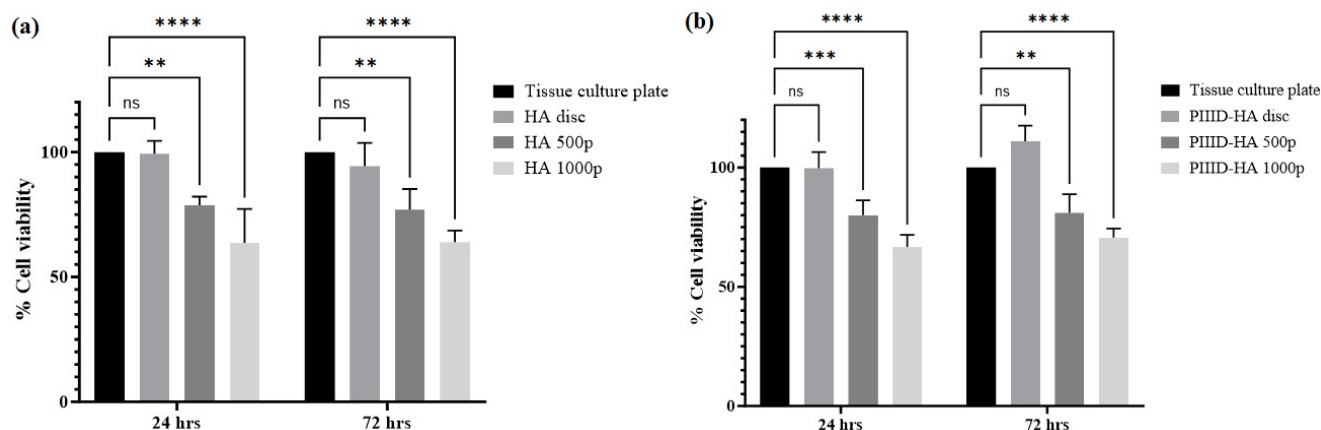 (a)
****
**
ns
****
**
ns
% Cell viability
100
50
0
24 hrs
72 hrs
Tissue culture plate
HA disc
HA 500p
HA 1000p
(b)
****
***
ns
****
**
ns
% Cell viability
100
50
0
24 hrs
72 hrs
Tissue culture plate
PIIID-HA disc
PIIID-HA 500p
PIIID-HA 1000p